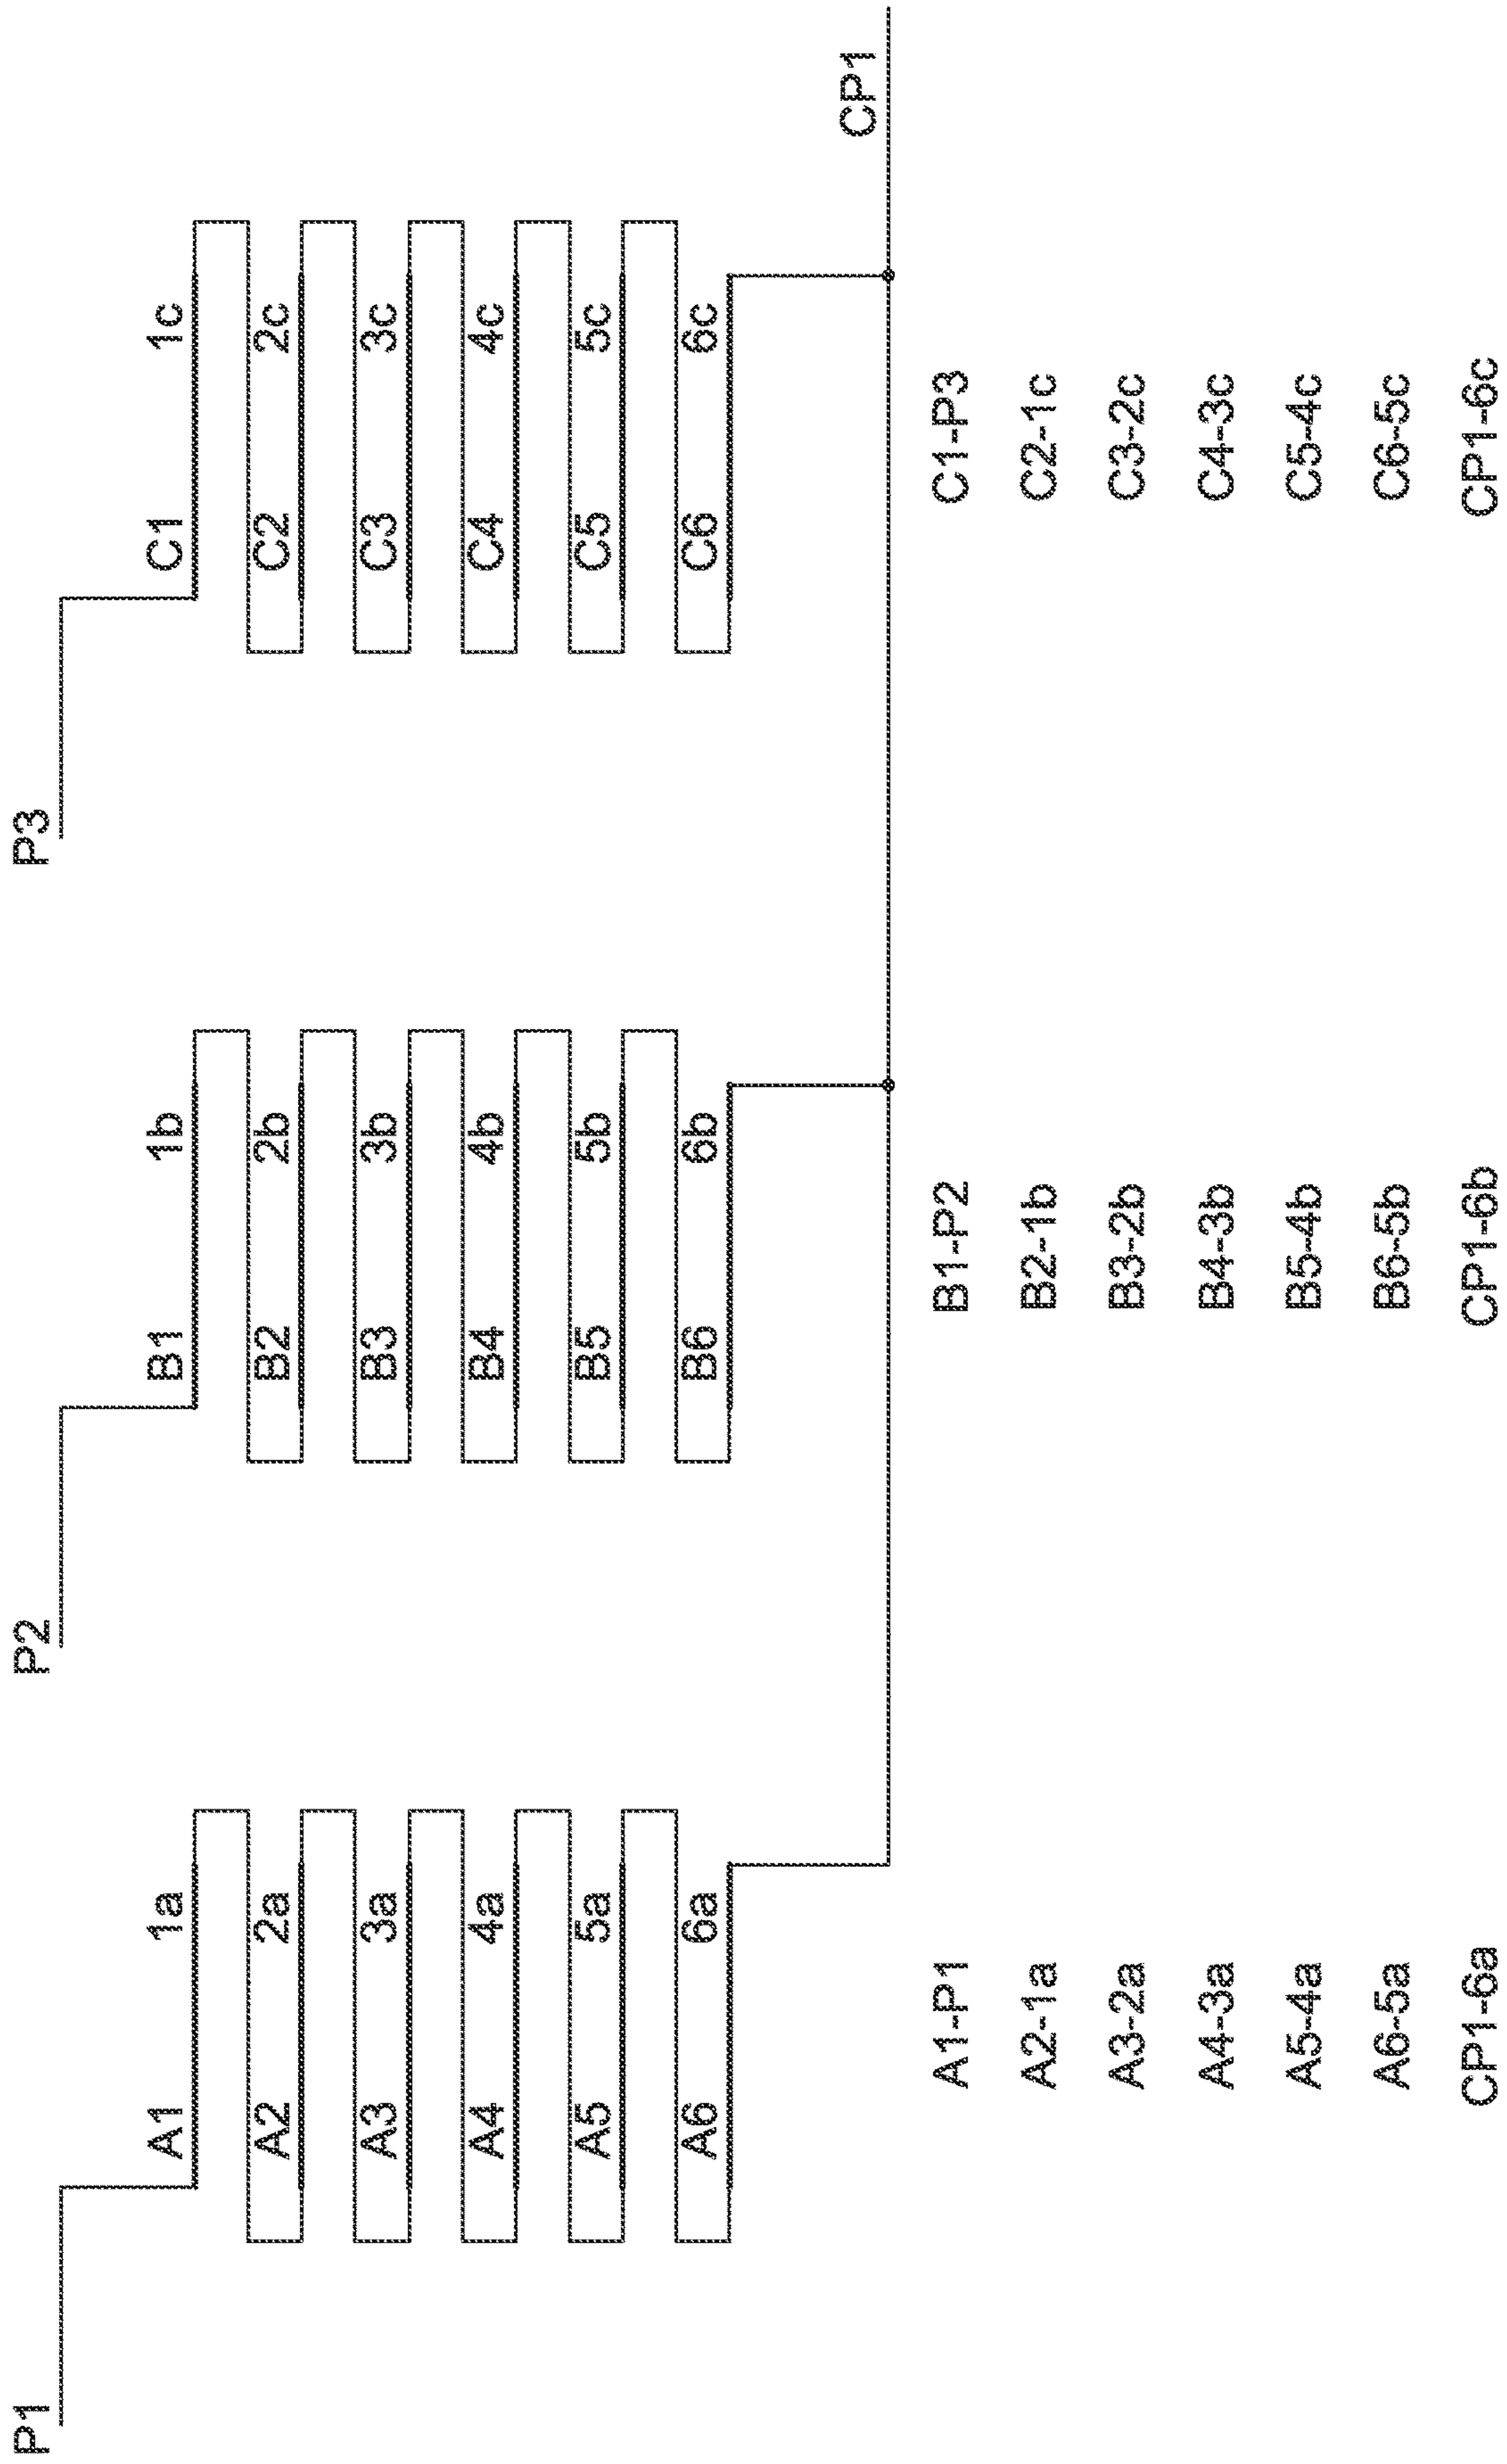 P1 P2 P3
A1 1a B1 1b C1 1c
A2 2a B2 2b C2 2c
A3 3a B3 3b C3 3c
A4 4a B4 4b C4 4c
A5 5a B5 5b C5 5c
A6 6a B6 6b C6 6c
CP1
A1-P1 B1-P2 C1-P3
A2-1a B2-1b C2-1c
A3-2a B3-2b C3-2c
A4-3a B4-3b C4-3c
A5-4a B5-4b C5-4c
A6-5a B6-5b C6-5c
CP1-6a CP1-6b CP1-6c